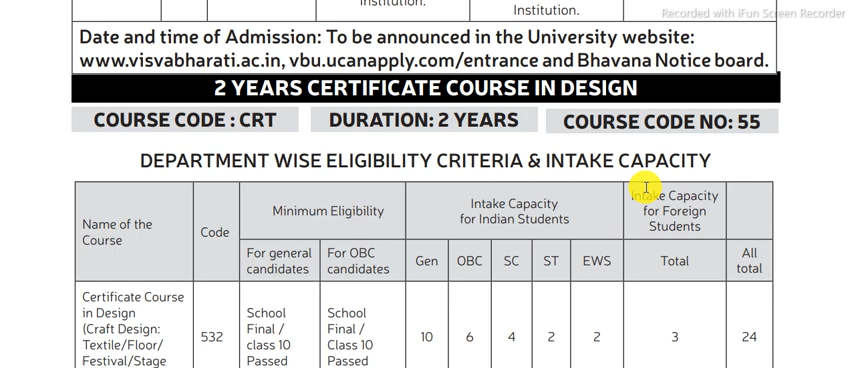 Institution.
Institution.
Recorded with iFun Screen Recorder
Date and time of Admission: To be announced in the University website:
www.visvabharati.ac.in, vbu.ucanapply.com/entrance and Bhavana Notice board.
2 YEARS CERTIFICATE COURSE IN DESIGN
COURSE CODE : CRT DURATION: 2 YEARS COURSE CODE NO: 55
DEPARTMENT WISE ELIGIBILITY CRITERIA & INTAKE CAPACITY
Name of the
Course
Code
Minimum Eligibility
Intake Capacity
for Indian Students
Intake Capacity
for Foreign
Students
For general
candidates
For OBC
candidates
Gen OBC SC ST EWS Total
All
total
Certificate Course
in Design
(Craft Design:
Textile/Floor/
Festival/Stage
532
School
Final /
class 10
Passed
School
Final /
Class 10
Passed
10 6 4 2 2 3 24